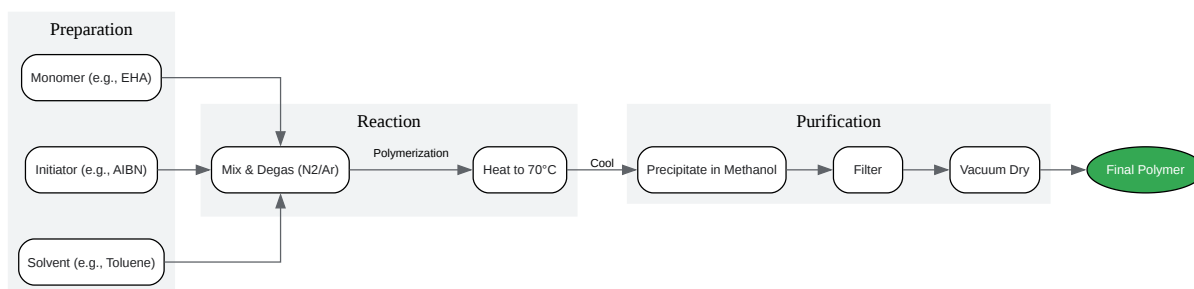 Preparation
Monomer (e.g., EHA)
Initiator (e.g., AIBN)
Solvent (e.g., Toluene)
Reaction
Mix & Degas (N2/Ar)
Polymerization
Heat to 70°C
Cool
Purification
Precipitate in Methanol
Filter
Vacuum Dry
Final Polymer